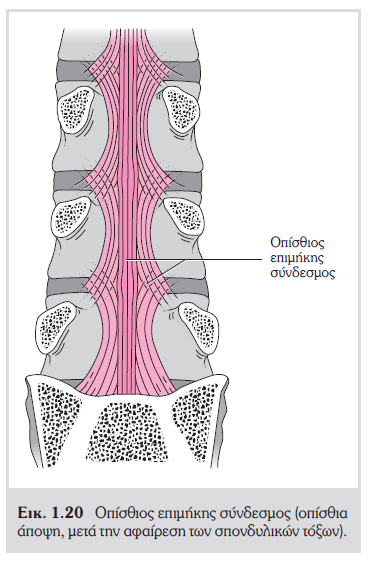 Οπίσθιος
επιμήκης
σύνδεσμος
Εικ. 1.20 Οπίσθιος επιμήκης σύνδεσμος (οπίσθια
άποψη, μετά την αφαίρεση των σπονδυλικών τόξων).